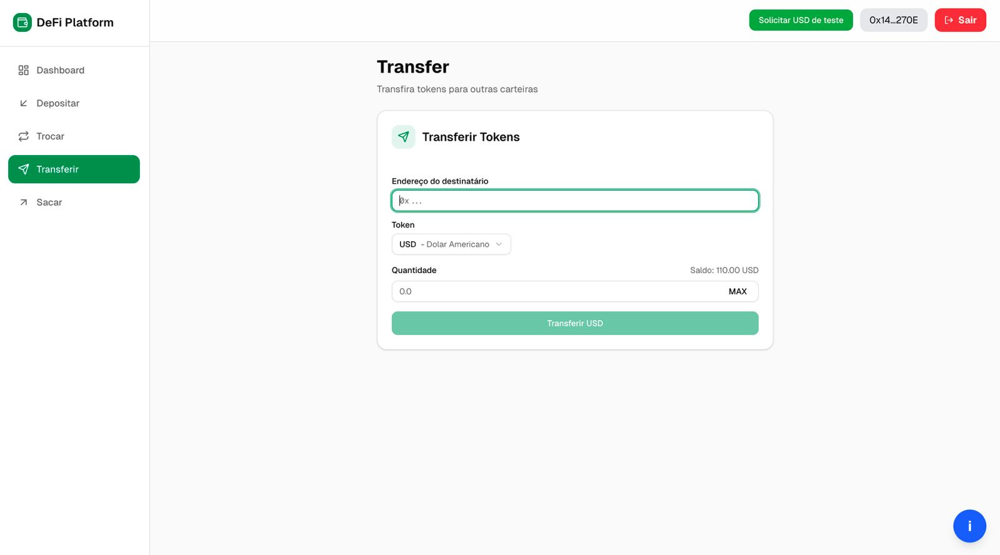 DeFi Platform
Solicitar USD de teste
0x14...270E
Sair
Dashboard
Depositar
Trocar
Transferir
Sacar
Transfer
Transfira tokens para outras carteiras
Transferir Tokens
Endereço do destinatário
0x ...
Token
USD - Dolar Americano
Quantidade
Saldo: 110.00 USD
0.0
MAX
Transferir USD
i